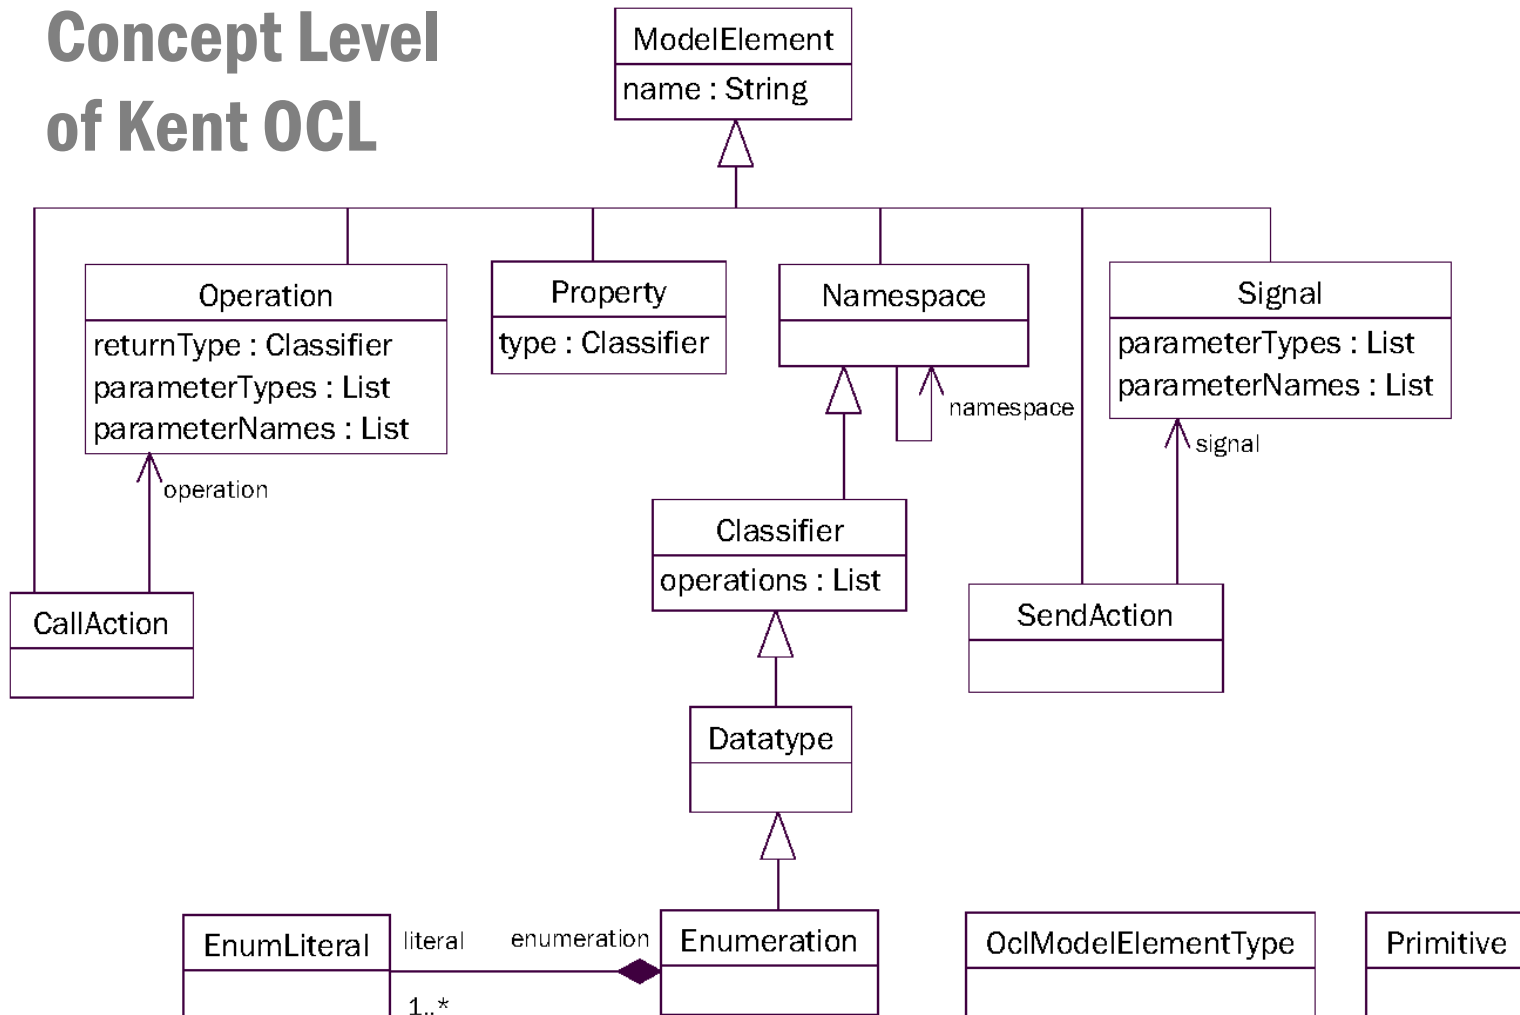 Concept Level
of Kent OCL
ModelElement
name : String
Operation
returnType : Classifier
parameterTypes : List
parameterNames : List
Property
type : Classifier
Namespace
namespace
Signal
parameterTypes : List
parameterNames : List
operation
signal
Classifier
operations : List
CallAction
SendAction
Datatype
EnumLiteral
literal
enumeration
1..*
Enumeration
OclModelElementType
Primitive